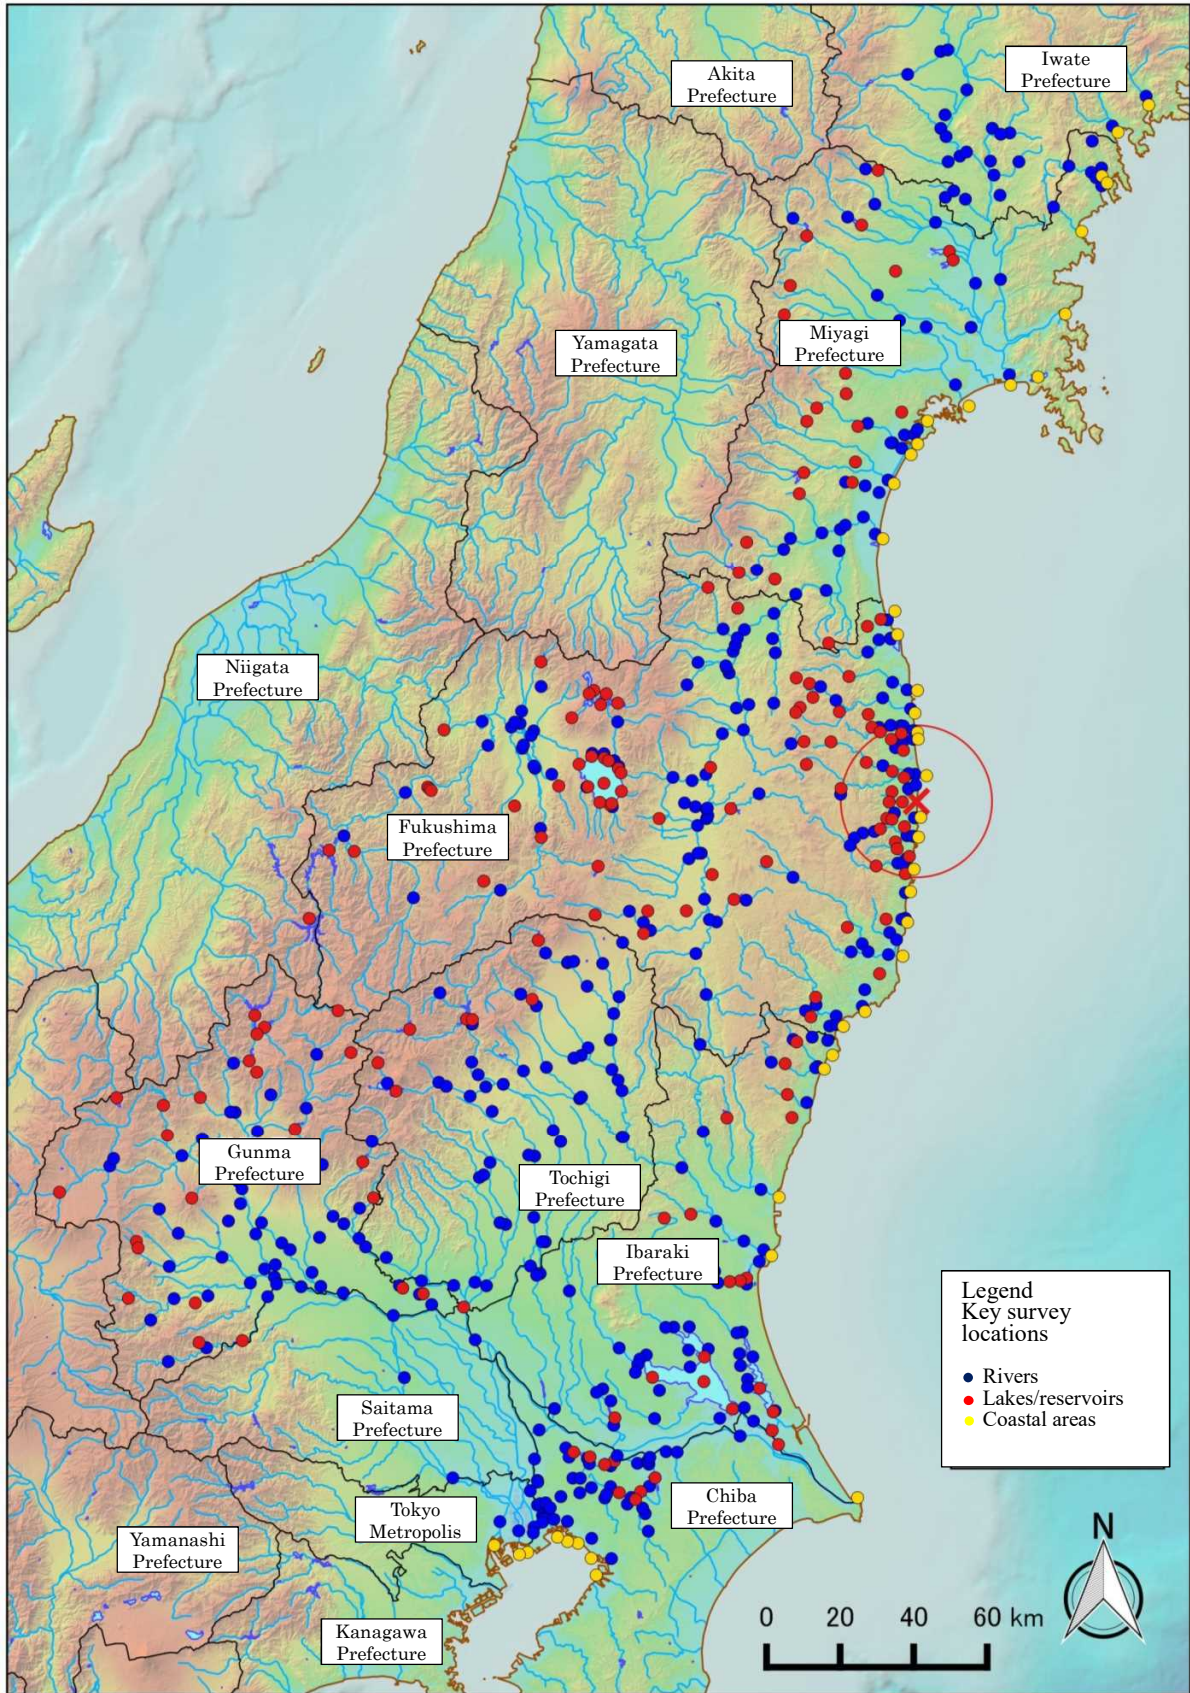 Iwate
Prefecture
Akita
Prefecture
Miyagi
Prefecture
Yamagata
Prefecture
Niigata
Prefecture
Fukushima
Prefecture
Gunma
Prefecture
Tochigi
Prefecture
Ibaraki
Prefecture
Legend
Key survey
locations
Rivers
Lakes/reservoirs
Coastal areas
Saitama
Prefecture
Tokyo
Metropolis
Chiba
Prefecture
Yamanashi
Prefecture
Kanagawa
Prefecture
N
0 20 40 60 km